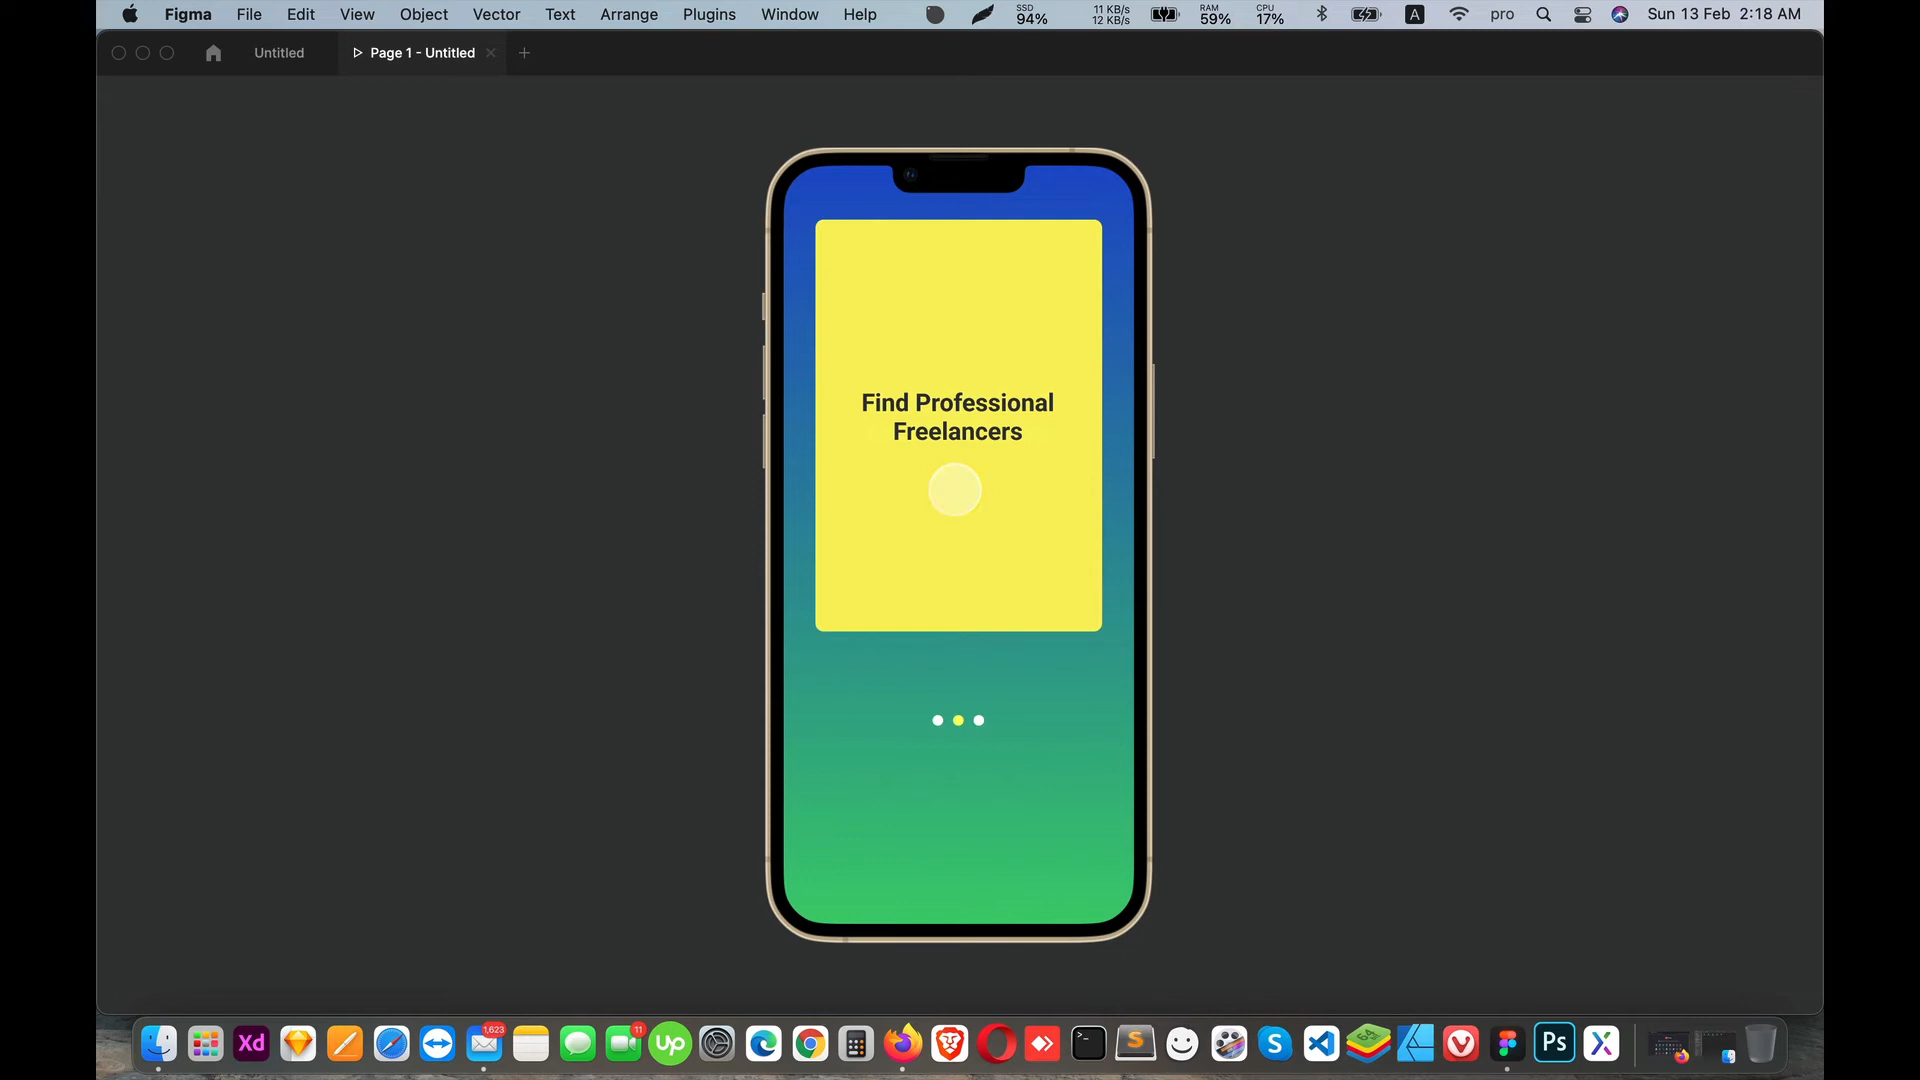 Figma File Edit View Object Vector Text Arrange Plugins Window Help
SSD 94%
11 KB/s
12 KB/s
RAM 59%
CPU 17%
A
pro
Sun 13 Feb 2:18 AM
Untitled
Page 1 - Untitled
Find Professional
Freelancers
Xd
1,623
11
up
>_
S
S
64
Ps
X